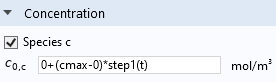 Concentration
Species c
c0,c 0+(cmax-0)*step1(t) mol/m³